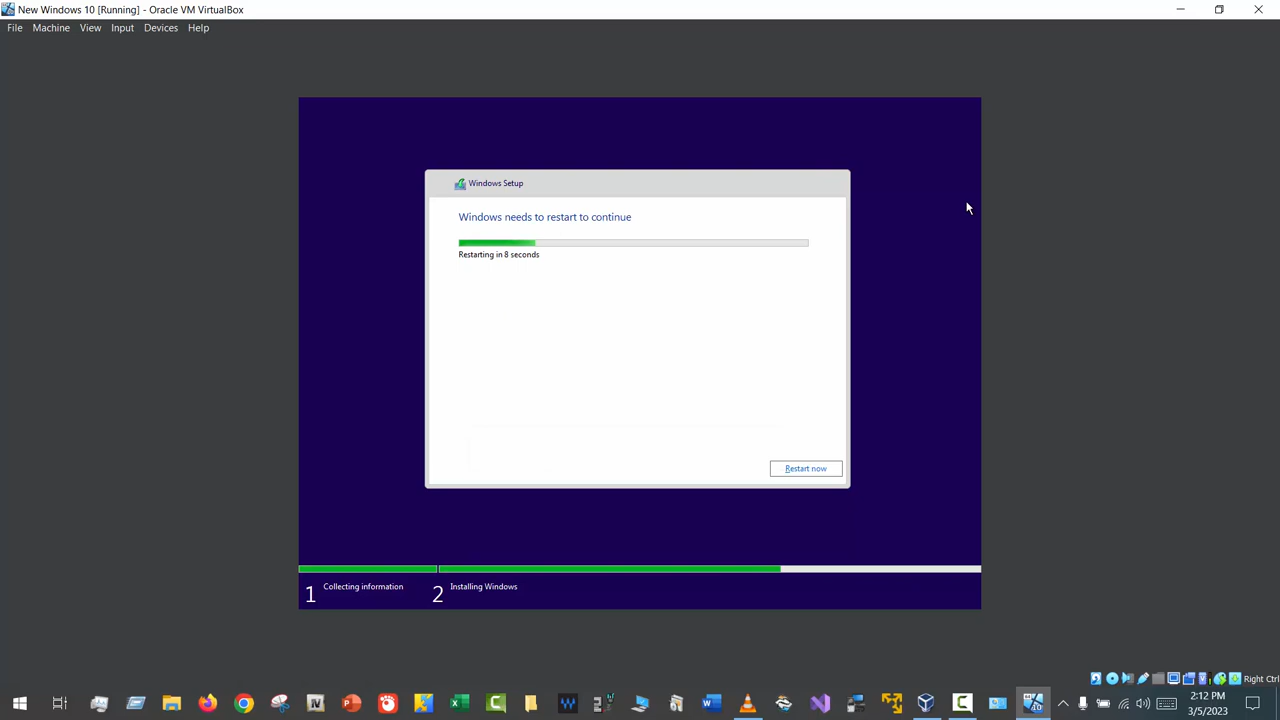 New Windows 10 [Running] - Oracle VM VirtualBox
File Machine View Input Devices Help
Windows Setup
Windows needs to restart to continue
Restarting in 8 seconds
Restart now
1 Collecting information 2 Installing Windows
Right Ctrl
2:12 PM
3/5/2023